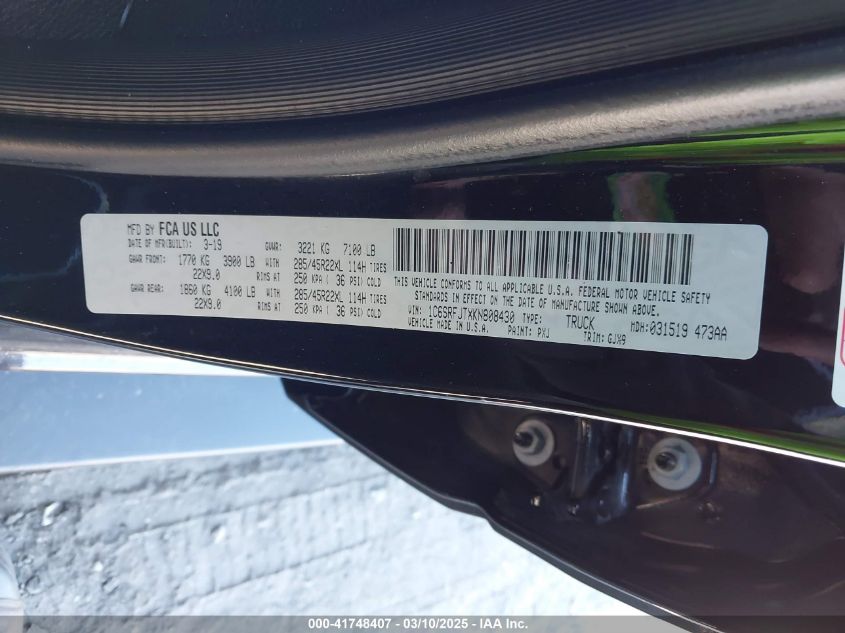 MFD BY FCA US LLC
DATE OF MFR(BUILT): 3-19 GVWR: 3221 KG 7100 LB
GAWR FRONT: 1770 KG 3900 LB WITH 285/45R22XL 114H TIRES
22X9.0 RIMS AT 250 KPA ( 36 PSI) COLD
GAWR REAR: 1860 KG 4100 LB WITH 285/45R22XL 114H TIRES
22X9.0 RIMS AT 250 KPA ( 36 PSI) COLD
THIS VEHICLE CONFORMS TO ALL APPLICABLE U.S.A. FEDERAL MOTOR VEHICLE SAFETY
STANDARDS IN EFFECT ON THE DATE OF MANUFACTURE SHOWN ABOVE.
VIN: 1C6SRFJTXKN808430 TYPE: TRUCK MDH:031519 473AA
VEHICLE MADE IN U.S.A. PAINT: PXJ TRIM: GJX9
000-41748407 - 03/10/2025 - IAA Inc.